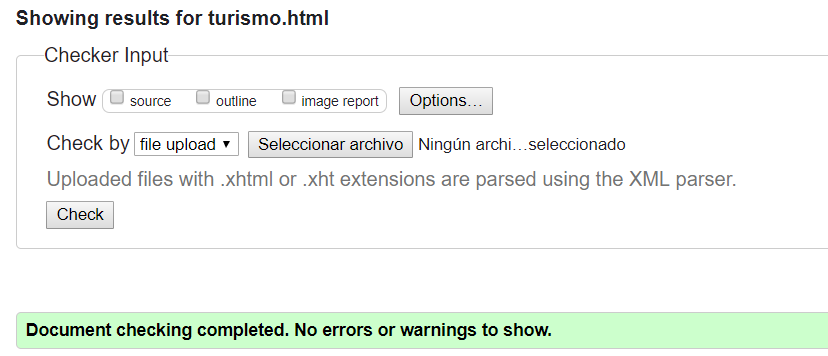 Showing results for turismo.html
Checker Input
Show source outline image report Options...
Check by file upload Seleccionar archivo Ningún archi...seleccionado
Uploaded files with .xhtml or .xht extensions are parsed using the XML parser.
Check
Document checking completed. No errors or warnings to show.